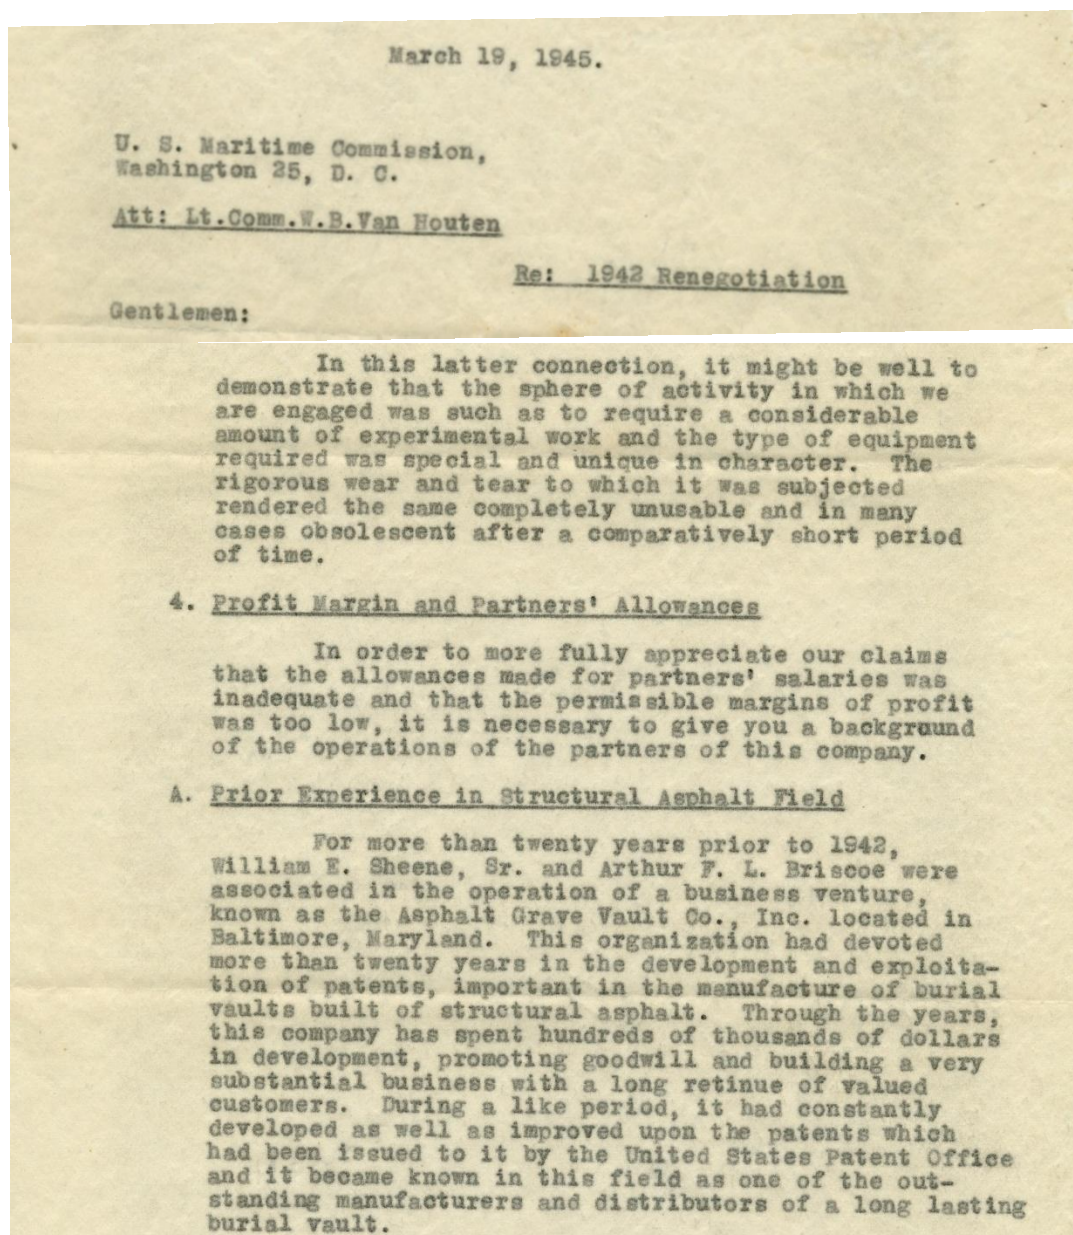 March 19, 1945.
U. S. Maritime Commission,
Washington 25, D. C.
Att: Lt.Comm.W.B.Van Houten
Re: 1942 Renegotiation
Gentlemen:
In this latter connection, it might be well to
demonstrate that the sphere of activity in which we
are engaged was such as to require a considerable
amount of experimental work and the type of equipment
required was special and unique in character. The
rigorous wear and tear to which it was subjected
rendered the same completely unusable and in many
cases obsolescent after a comparatively short period
of time.
4. Profit Margin and Partners' Allowances
In order to more fully appreciate our claims
that the allowances made for partners' salaries was
inadequate and that the permissible margins of profit
was too low, it is necessary to give you a background
of the operations of the partners of this company.
A. Prior Experience in Structural Asphalt Field
For more than twenty years prior to 1942,
William E. Sheene, Sr. and Arthur F. L. Briscoe were
associated in the operation of a business venture,
known as the Asphalt Grave Vault Co., Inc. located in
Baltimore, Maryland. This organization had devoted
more than twenty years in the development and exploita-
tion of patents, important in the manufacture of burial
vaults built of structural asphalt. Through the years,
this company has spent hundreds of thousands of dollars
in development, promoting goodwill and building a very
substantial business with a long retinue of valued
customers. During a like period, it had constantly
developed as well as improved upon the patents which
had been issued to it by the United States Patent Office
and it became known in this field as one of the out-
standing manufacturers and distributors of a long lasting
burial vault.